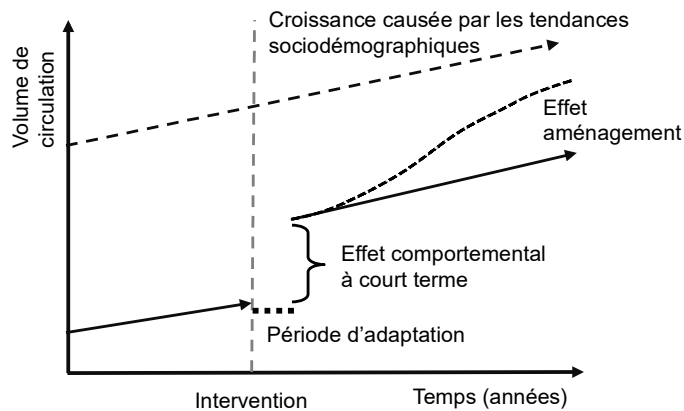 Croissance causée par les tendances
sociodémographiques
Volume de
circulation
Effet
aménagement
Effet comportemental
à court terme
Période d’adaptation
Intervention
Temps (années)